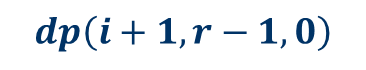 dp(i + 1, r − 1, 0)